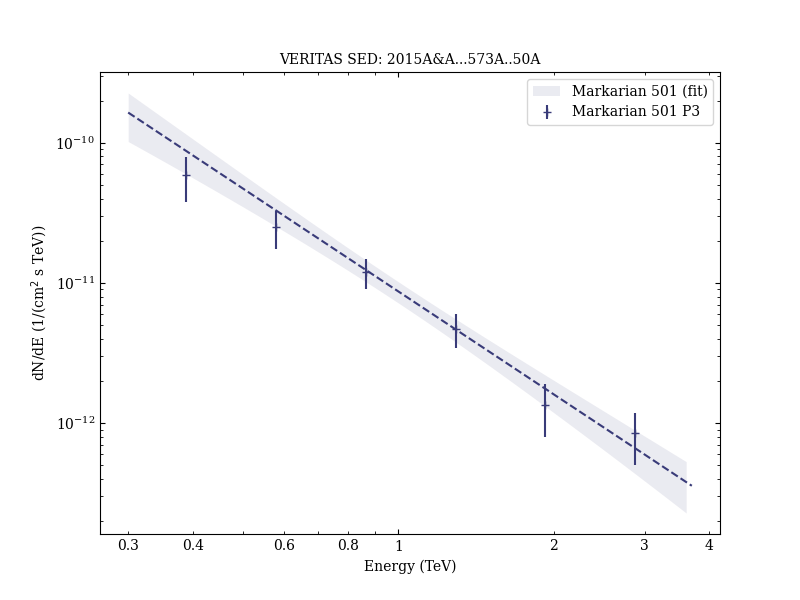 VERITAS SED: 2015A&A...573A..50A
Markarian 501 (fit)
Markarian 501 P3
dN/dE (1/(cm² s TeV))
10⁻¹⁰
10⁻¹¹
10⁻¹²
0.3 0.4 0.6 0.8 1 2 3 4
Energy (TeV)